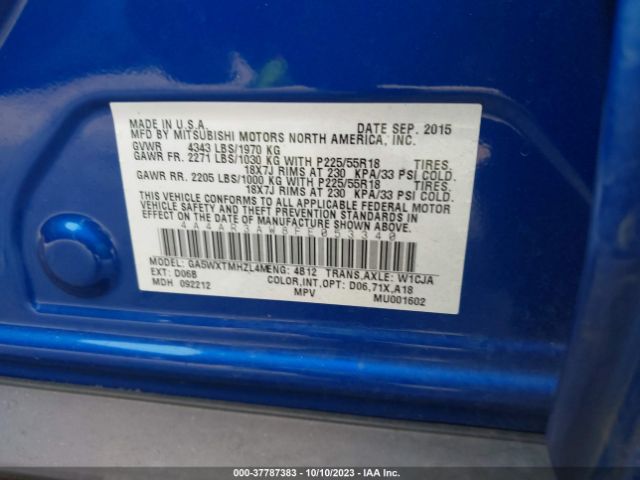 MADE IN U.S.A. DATE SEP. 2015
MFD BY MITSUBISHI MOTORS NORTH AMERICA, INC.
GVWR 4343 LBS/1970 KG
GAWR FR. 2271 LBS/1030 KG WITH P225/55R18 TIRES.
18X7J RIMS AT 230 KPA/33 PSI COLD.
GAWR RR. 2205 LBS/1000 KG WITH P225/55R18 TIRES.
18X7J RIMS AT 230 KPA/33 PSI COLD.
THIS VEHICLE CONFORMS TO ALL APPLICABLE FEDERAL MOTOR
VEHICLE SAFETY AND THEFT PREVENTION STANDARDS IN
EFFECT ON THE DATE OF MANUFACTURE SHOWN ABOVE.
MODEL: GA5WXTMHZL4M ENG: 4B12 TRANS,AXLE: W1CJA
EXT: D06B COLOR,INT,OPT: D06,71X,A18
MDH 092212 MPV MU001602
000-37787383 - 10/10/2023 - IAA Inc.